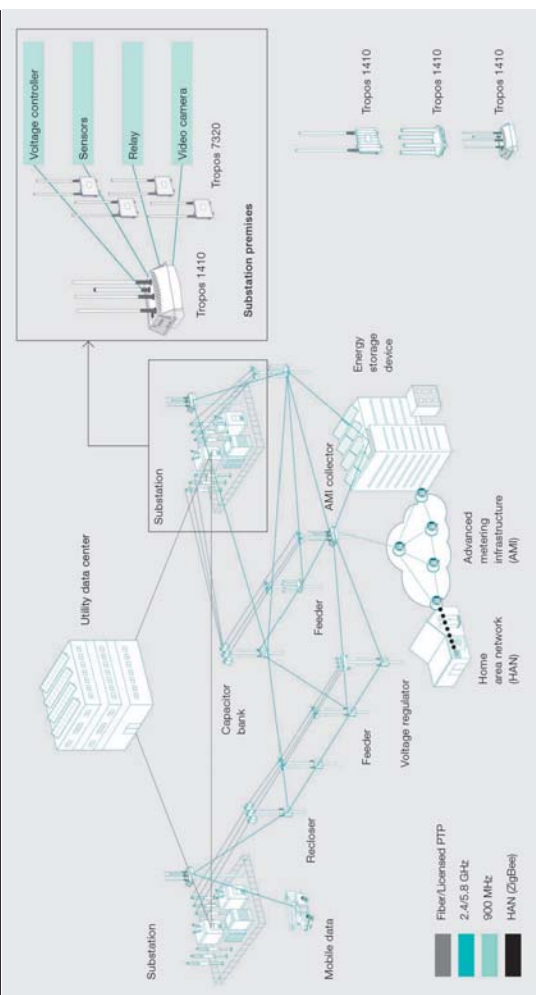 Utility data center
Substation
Substation
Capacitor
bank
Recloser
Mobile data
Feeder
Feeder
Voltage regulator
AMI collector
Energy
storage
device
Advanced
metering
infrastructure
(AMI)
Home
area network
(HAN)
Voltage controller
Sensors
Relay
Video camera
Tropos 7320
Tropos 1410
Substation premises
Tropos 1410
Tropos 1410
Tropos 1410
Fiber/Licensed PTP
2.4/5.8 GHz
900 MHz
HAN (ZigBee)